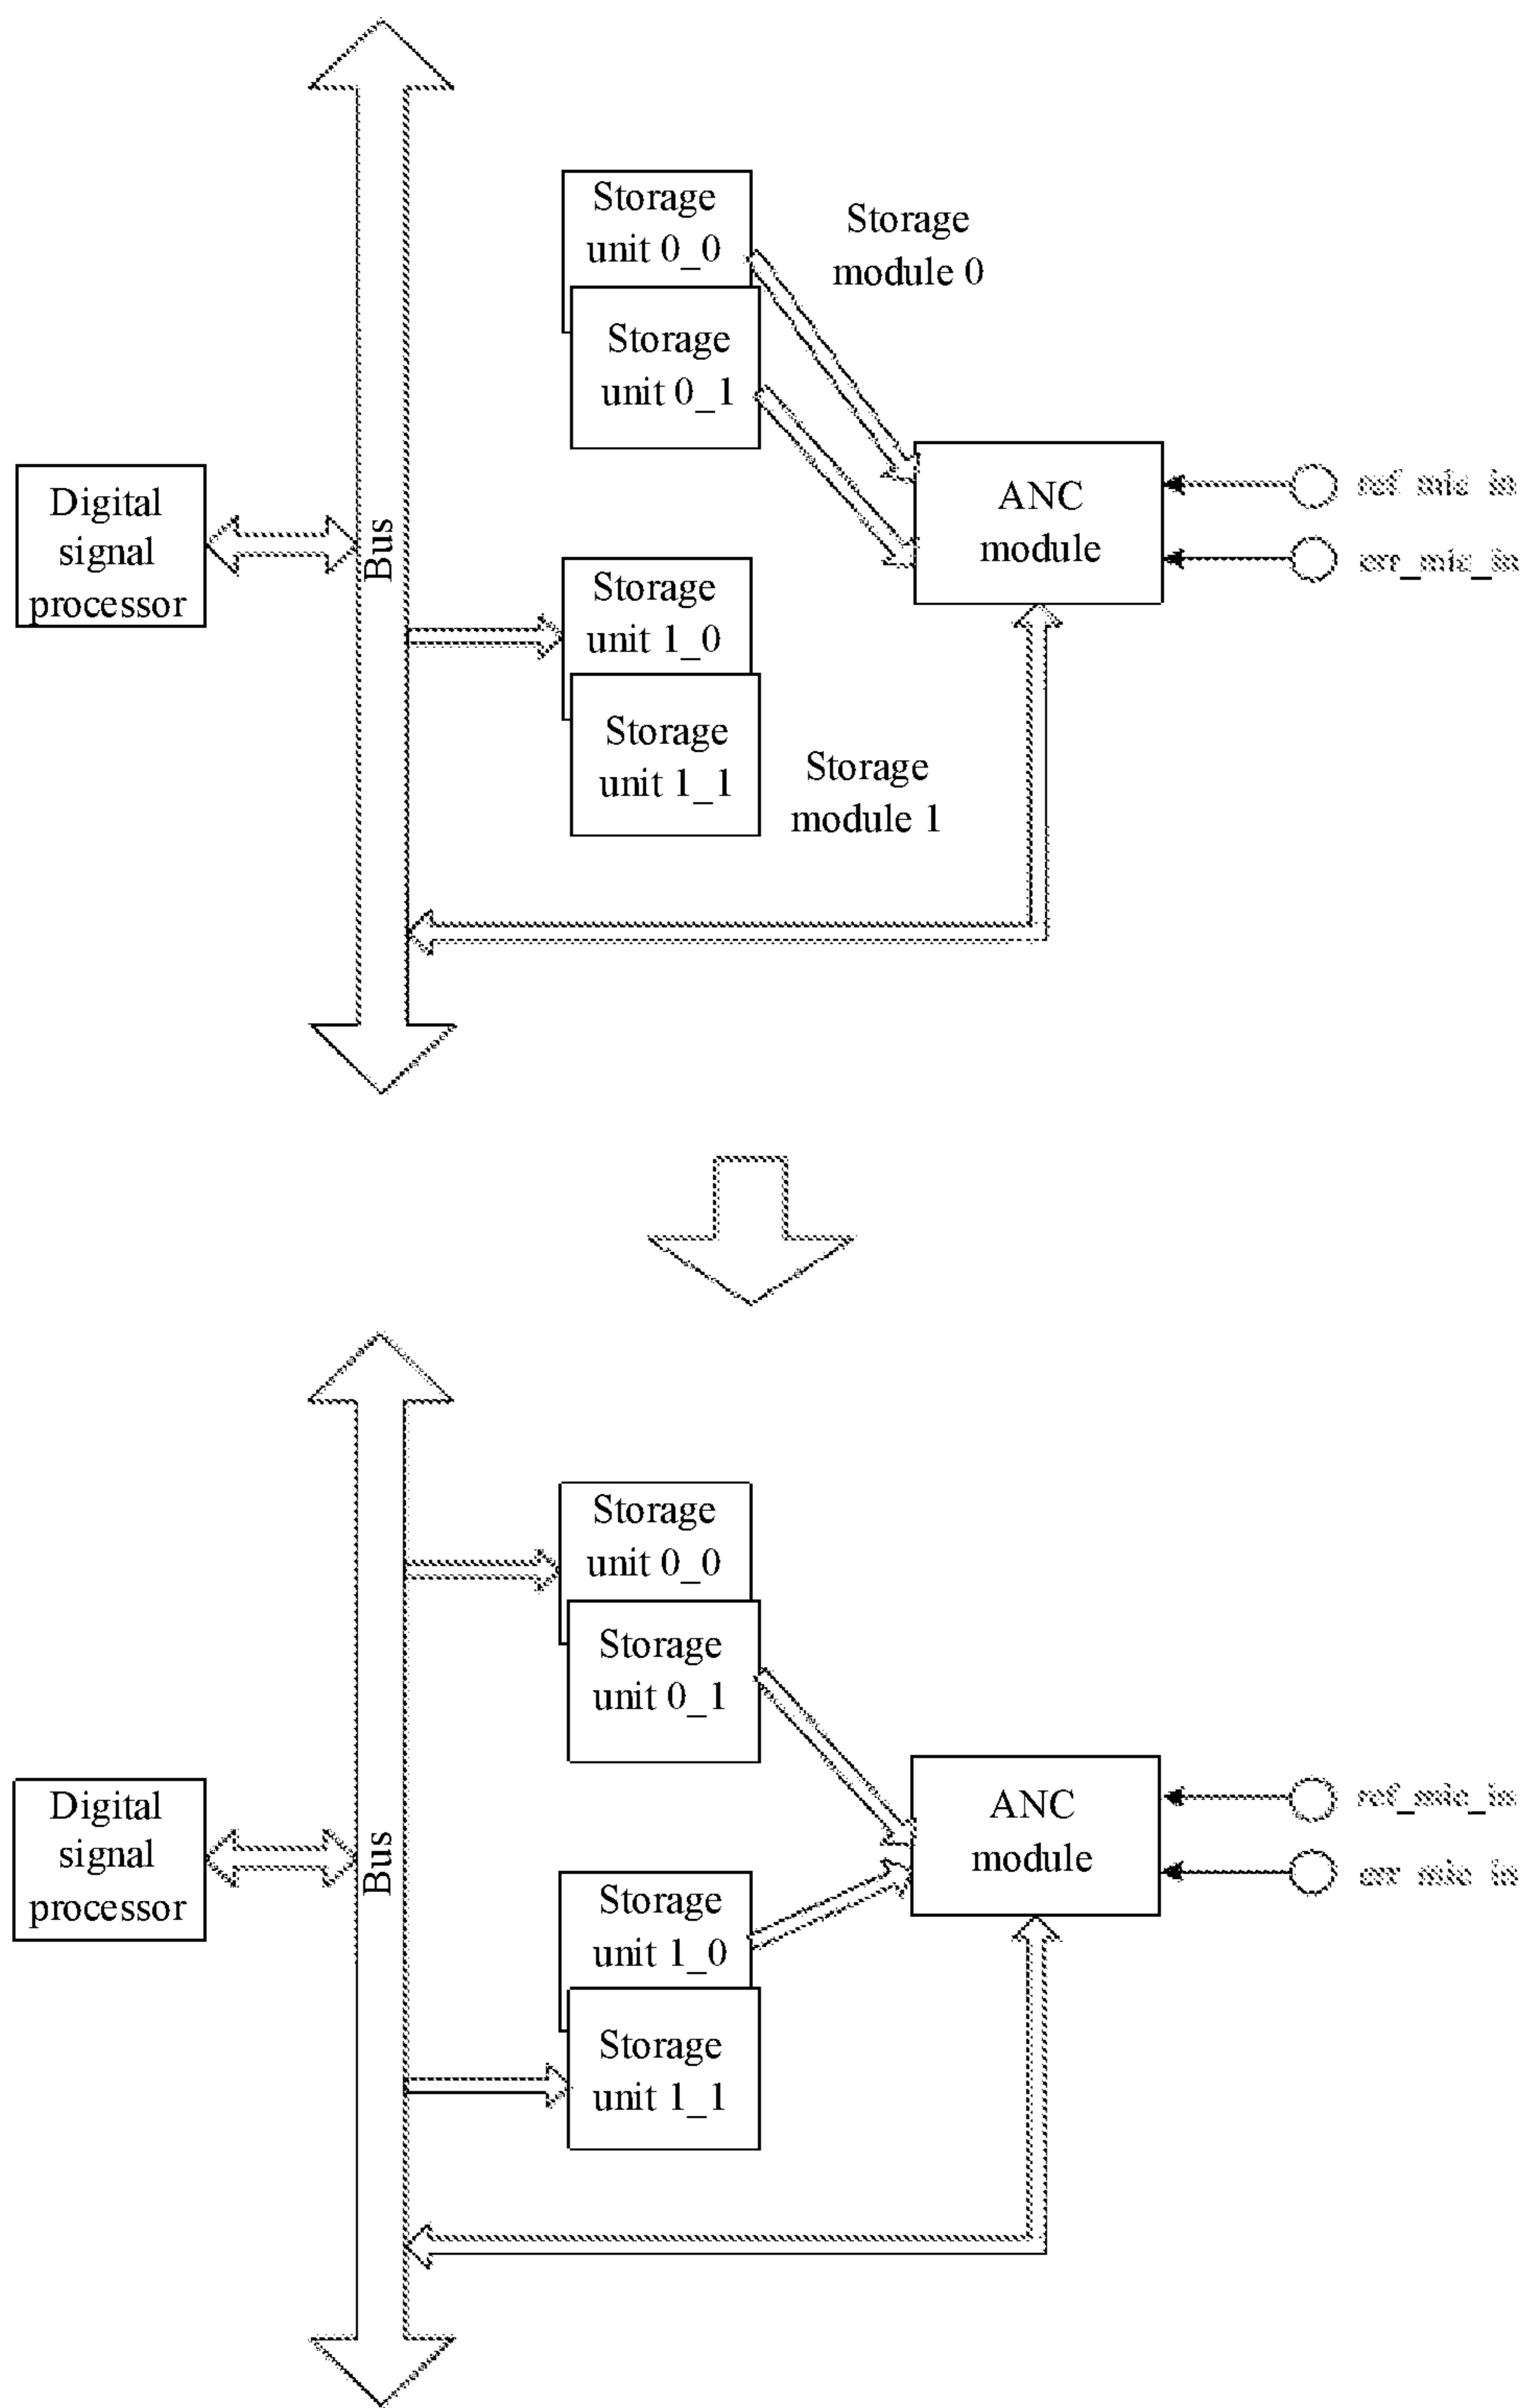 Storage
unit 0_0
Storage
module 0
Storage
unit 0_1
Digital
signal
processor
Bus
ANC
module
ref_mic_in
err_mic_in
Storage
unit 1_0
Storage
unit 1_1
Storage
module 1
Storage
unit 0_0
Storage
unit 0_1
Digital
signal
processor
Bus
ANC
module
ref_mic_in
err_mic_in
Storage
unit 1_0
Storage
unit 1_1